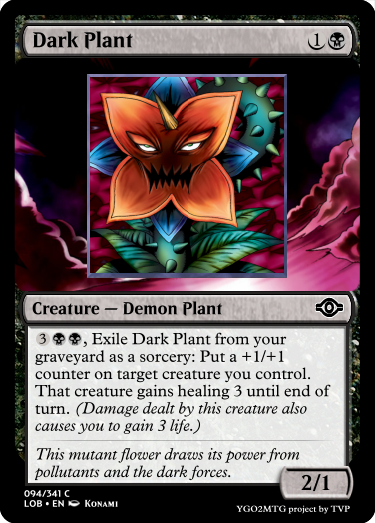 Dark Plant 1
Creature — Demon Plant
3, Exile Dark Plant from your
graveyard as a sorcery: Put a +1/+1
counter on target creature you control.
That creature gains healing 3 until end of
turn. (Damage dealt by this creature also
causes you to gain 3 life.)
This mutant flower draws its power from
pollutants and the dark forces.
2/1
094/341 C
LOB • EN Konami
YGO2MTG project by TVP